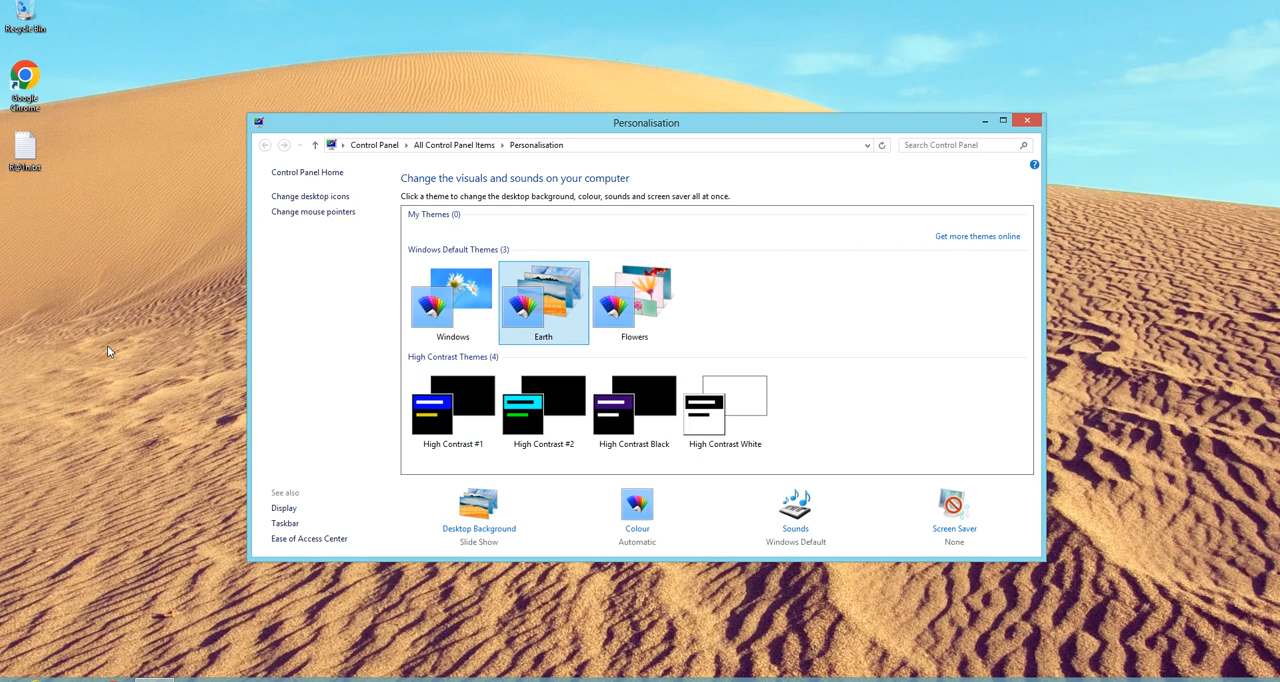 Recycle Bin
Google
Chrome
Personalisation
Control Panel
All Control Panel Items
Personalisation
Search Control Panel
Control Panel Home
Change desktop icons
Change mouse pointers
Change the visuals and sounds on your computer
Click a theme to change the desktop background, colour, sounds and screen saver all at once.
My Themes (0)
Get more themes online
Windows Default Themes (3)
Windows
Earth
Flowers
High Contrast Themes (4)
High Contrast #1
High Contrast #2
High Contrast Black
High Contrast White
See also
Display
Taskbar
Ease of Access Center
Desktop Background
Slide Show
Colour
Automatic
Sounds
Windows Default
Screen Saver
None